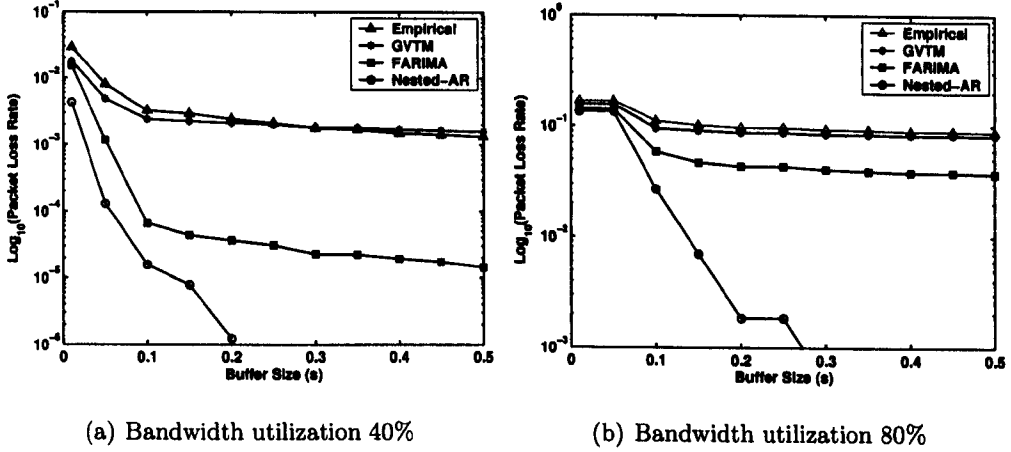 10⁻¹
10⁻²
10⁻³
10⁻⁴
10⁻⁵
10⁻⁶
Log₁₀(Packet Loss Rate)
Empirical
GVTM
FARIMA
Nested-AR
0 0.1 0.2 0.3 0.4 0.5
Buffer Size (s)
(a) Bandwidth utilization 40%
10⁰
10⁻¹
10⁻²
10⁻³
Log₁₀(Packet Loss Rate)
Empirical
GVTM
FARIMA
Nested-AR
0 0.1 0.2 0.3 0.4 0.5
Buffer Size (s)
(b) Bandwidth utilization 80%